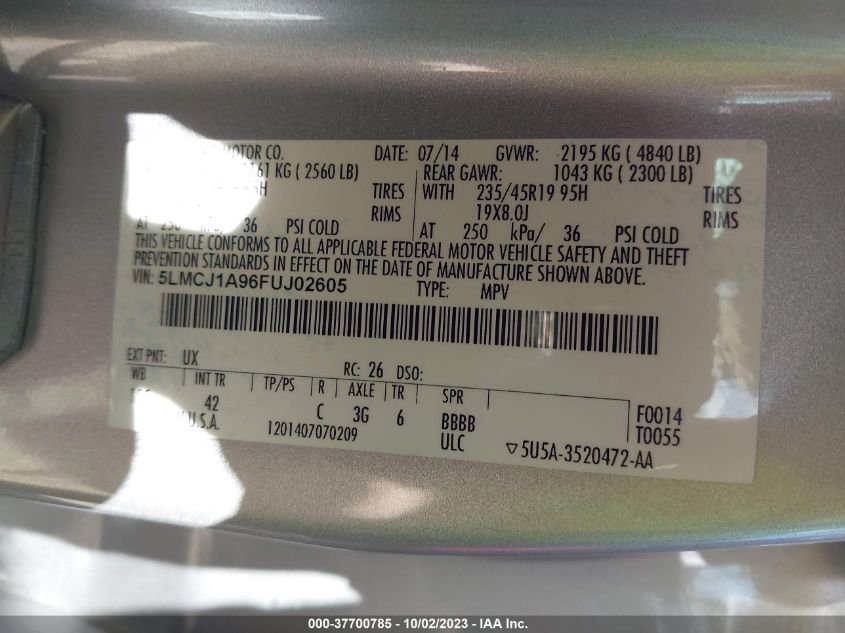 MOTOR CO. DATE: 07/14 GVWR: 2195 KG ( 4840 LB)
KG ( 2560 LB) REAR GAWR: 1043 KG ( 2300 LB)
TIRES WITH 235/45R19 95H TIRES
RIMS 19X8.0J RIMS
AT 250 kPa/ 36 PSI COLD AT 250 kPa/ 36 PSI COLD
THIS VEHICLE CONFORMS TO ALL APPLICABLE FEDERAL MOTOR VEHICLE SAFETY AND THEFT
PREVENTION STANDARDS IN EFFECT ON THE DATE OF MANUFACTURE SHOWN ABOVE.
VIN: 5LMCJ1A96FUJ02605 TYPE: MPV
EXT PNT: UX RC: 26 DSO:
WB INT TR TP/PS R AXLE TR SPR
42 C 3G 6 BBBB F0014
U.S.A. 1201407070209 ULC T0055
▽5U5A-3520472-AA
000-37700785 - 10/02/2023 - IAA Inc.